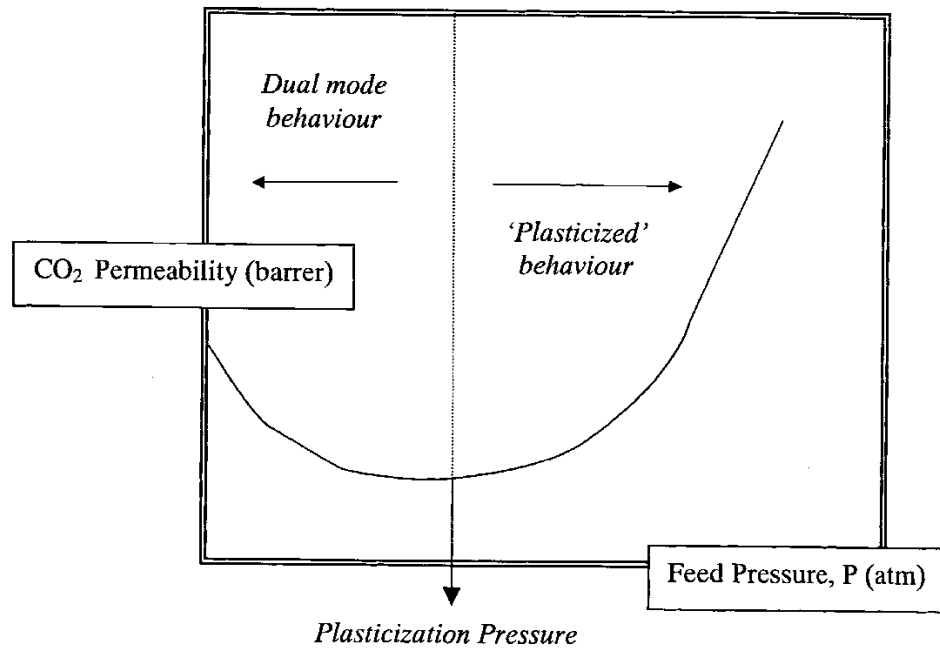 Dual mode
behaviour
‘Plasticized’
behaviour
CO₂ Permeability (barrer)
Feed Pressure, P (atm)
Plasticization Pressure